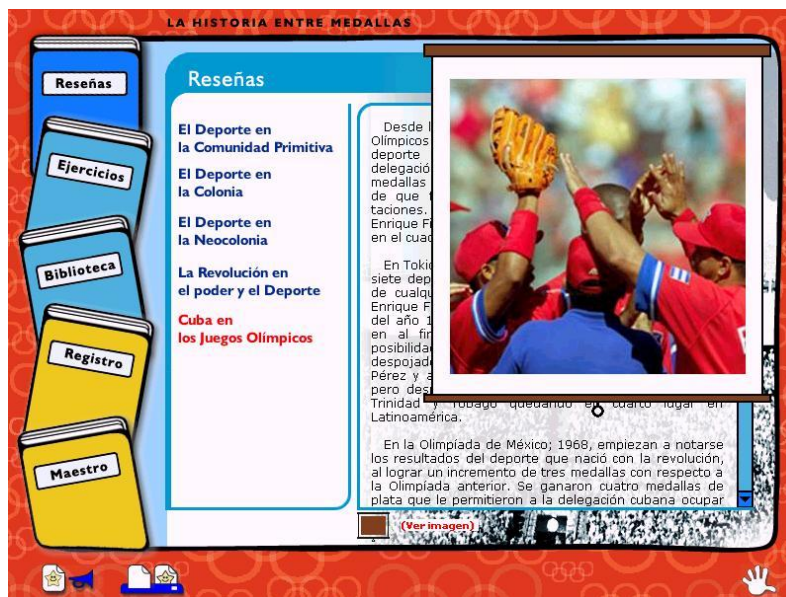 LA HISTORIA ENTRE MEDALLAS
Reseñas
Ejercicios
Biblioteca
Registro
Maestro
Reseñas
El Deporte en
la Comunidad Primitiva
El Deporte en
la Colonia
El Deporte en
la Neocolonia
La Revolución en
el poder y el Deporte
Cuba en
los Juegos Olímpicos
Desde
Olímpicos
deporte
delegació
medallas
de que
taciones.
Enrique Fi
en el cuad
En Tokio
siete dep
de cualqu
Enrique F
del año 1
en al fin
posibilida
despojad
Pérez y a
pero desp
Trinidad y Tobago quedando en cuarto lugar en
Latinoamérica.
En la Olimpíada de México; 1968, empiezan a notarse
los resultados del deporte que nació con la revolución,
al lograr un incremento de tres medallas con respecto a
la Olimpíada anterior. Se ganaron cuatro medallas de
plata que le permitieron a la delegación cubana ocupar
(Ver imagen)